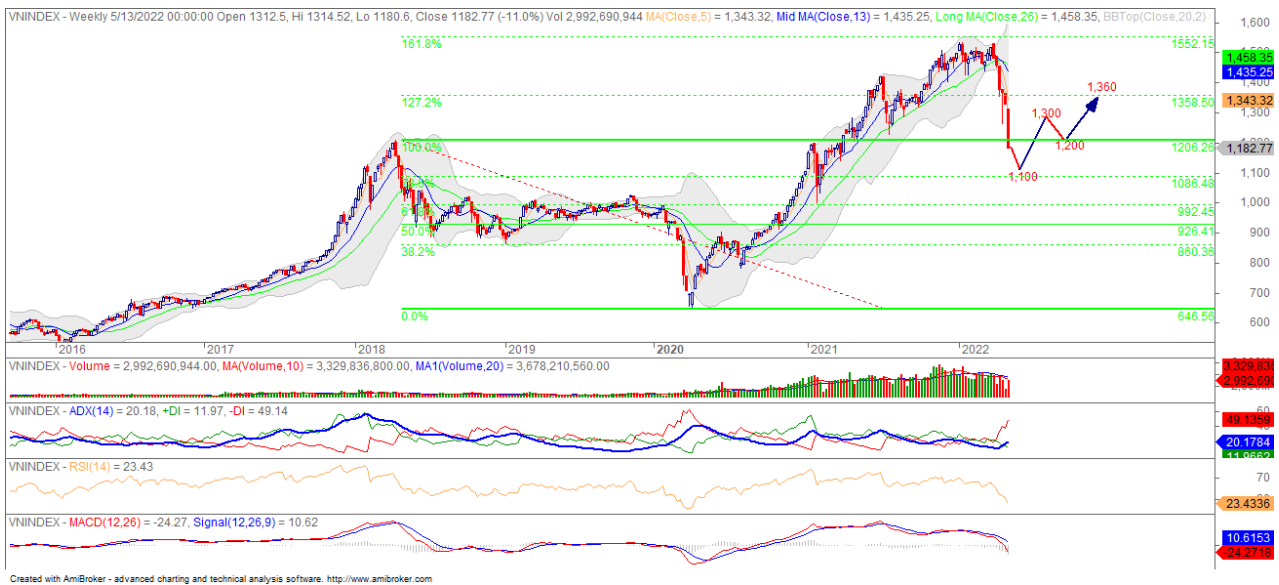 VNINDEX - Weekly 5/13/2022 00:00:00 Open 1312.5, Hi 1314.52, Lo 1180.6, Close 1182.77 (-11.0%) Vol 2,992,690,944 MA(Close,5) = 1,343.32, Mid MA(Close,13) = 1,435.25, Long MA(Close,26) = 1,458.35, BBTop(Close,20,2)
1,600
161.8% 1552.15
1,458.35
1,435.25
1,400
127.2% 1,360 1358.50
1,343.32
1,300 1,300
100.0% 1,200 1206.26
1,182.77
1,100 1,100
1086.48
1,000
992.45
50.0% 926.41
900
38.2% 860.36
800
700
0.0% 646.56
600
2016 2017 2018 2019 2020 2021 2022
VNINDEX - Volume = 2,992,690,944.00, MA(Volume,10) = 3,329,836,800.00, MA1(Volume,20) = 3,678,210,560.00
VNINDEX - ADX(14) = 20.18, +DI = 11.97, -DI = 49.14
49.1359
20.1784
VNINDEX - RSI(14) = 23.43
70
23.4336
VNINDEX - MACD(12,26) = -24.27, Signal(12,26,9) = 10.62
10.6153
-24.2718
Created with AmiBroker - advanced charting and technical analysis software. http://www.amibroker.com